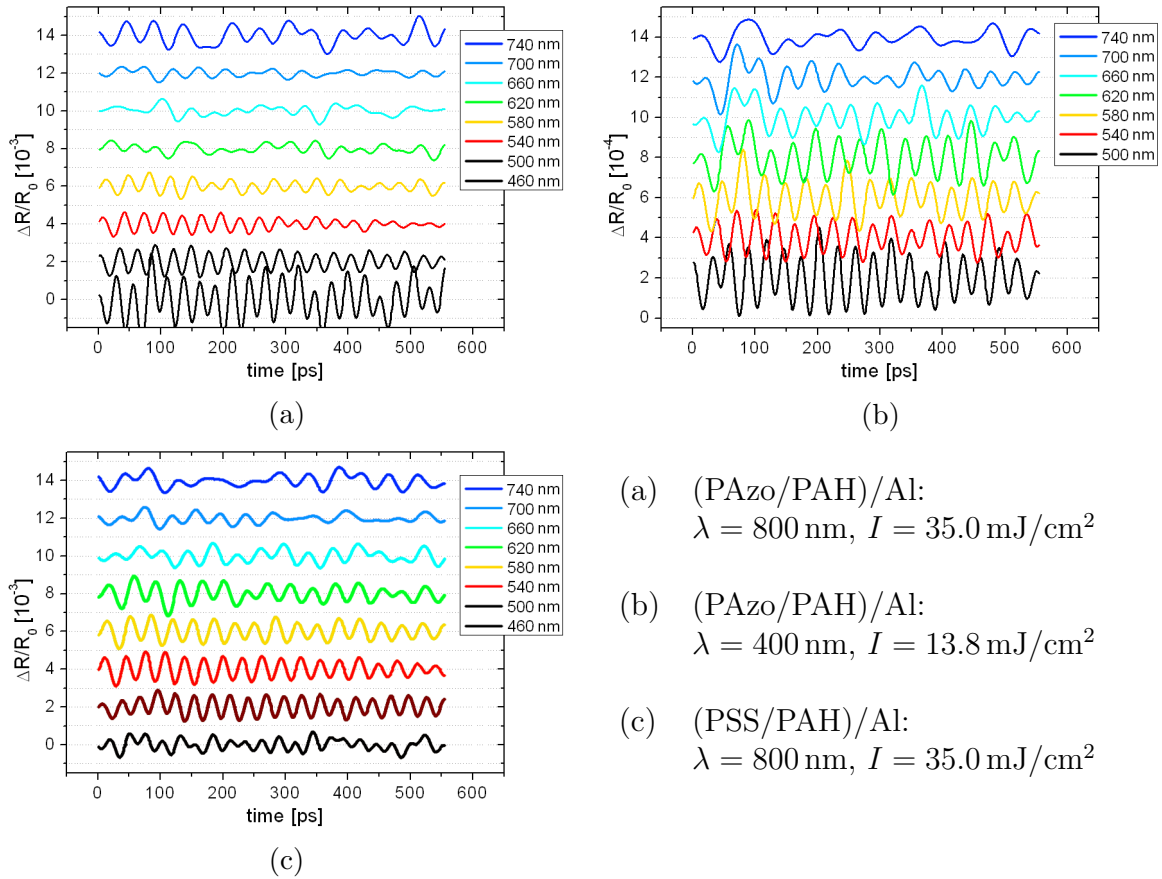 14
12
10
8
6
4
2
0
ΔR/R₀ [10⁻³]
0 100 200 300 400 500 600
time [ps]
740 nm
700 nm
660 nm
620 nm
580 nm
540 nm
500 nm
460 nm
(a)
14
12
10
8
6
4
2
0
ΔR/R₀ [10⁻⁴]
0 100 200 300 400 500 600
time [ps]
740 nm
700 nm
660 nm
620 nm
580 nm
540 nm
500 nm
(b)
14
12
10
8
6
4
2
0
ΔR/R₀ [10⁻³]
0 100 200 300 400 500 600
time [ps]
740 nm
700 nm
660 nm
620 nm
580 nm
540 nm
500 nm
460 nm
(c)
(a) (PAzo/PAH)/Al:
λ = 800 nm, I = 35.0 mJ/cm²
(b) (PAzo/PAH)/Al:
λ = 400 nm, I = 13.8 mJ/cm²
(c) (PSS/PAH)/Al:
λ = 800 nm, I = 35.0 mJ/cm²